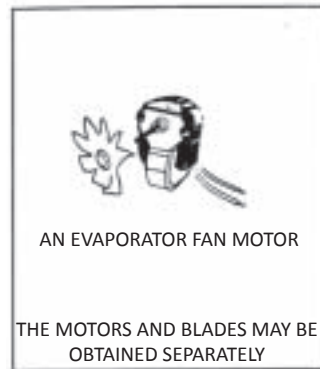 AN EVAPORATOR FAN MOTOR
THE MOTORS AND BLADES MAY BE
OBTAINED SEPARATELY